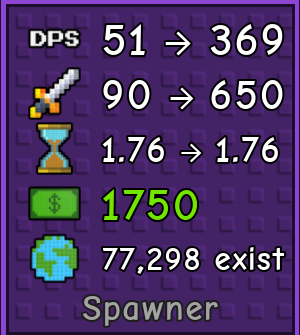 DPS 51 → 369
90 → 650
1.76 → 1.76
$ 1750
77,298 exist
Spawner